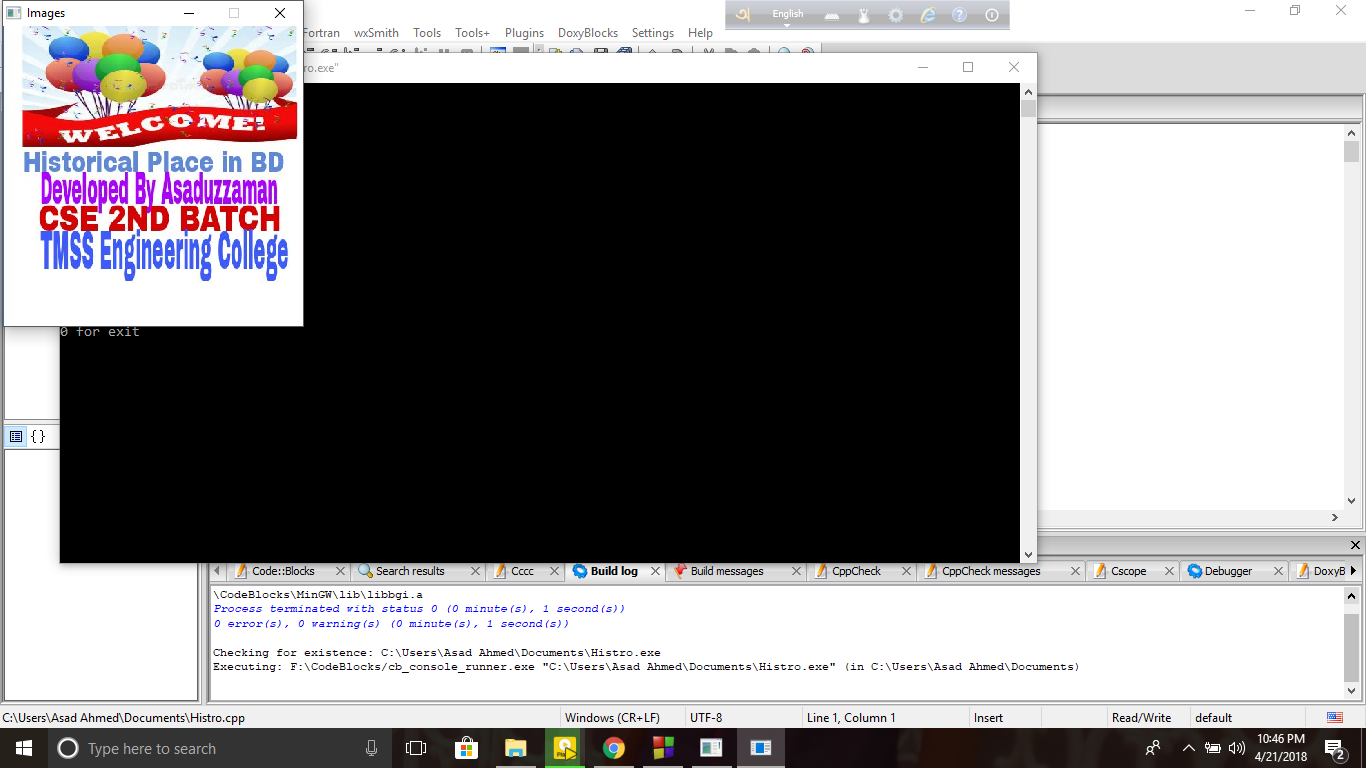 Images
English
Fortran wxSmith Tools Tools+ Plugins DoxyBlocks Settings Help
ro.exe"
WELCOME!
Historical Place in BD
Developed By Asaduzzaman
CSE 2ND BATCH
TMSS Engineering College
0 for exit
{}
Code::Blocks Search results Cccc Build log Build messages CppCheck CppCheck messages Cscope Debugger DoxyB
\CodeBlocks\MinGW\lib\libbgi.a
Process terminated with status 0 (0 minute(s), 1 second(s))
0 error(s), 0 warning(s) (0 minute(s), 1 second(s))
Checking for existence: C:\Users\Asad Ahmed\Documents\Histro.exe
Executing: F:\CodeBlocks/cb_console_runner.exe "C:\Users\Asad Ahmed\Documents\Histro.exe" (in C:\Users\Asad Ahmed\Documents)
C:\Users\Asad Ahmed\Documents\Histro.cpp Windows (CR+LF) UTF-8 Line 1, Column 1 Insert Read/Write default
Type here to search
10:46 PM
4/21/2018
2